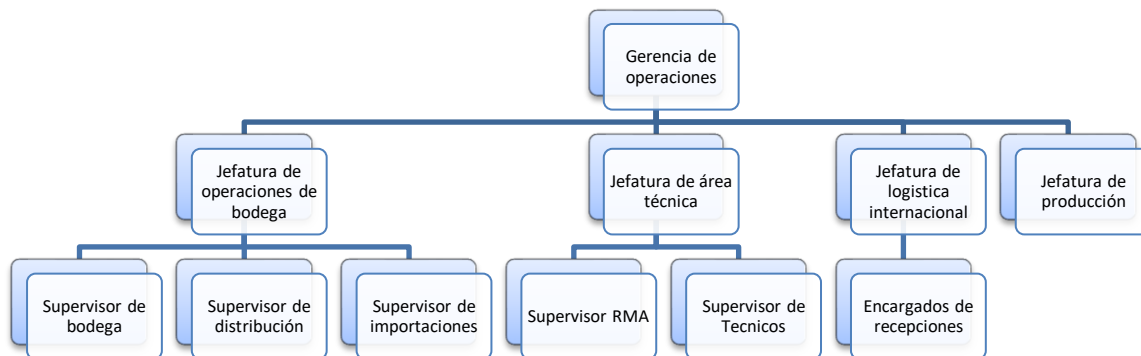 Gerencia de
operaciones
Jefatura de
operaciones de
bodega
Jefatura de área
técnica
Jefatura de
logistica
internacional
Jefatura de
producción
Supervisor de
bodega
Supervisor de
distribución
Supervisor de
importaciones
Supervisor RMA
Supervisor de
Tecnicos
Encargados de
recepciones